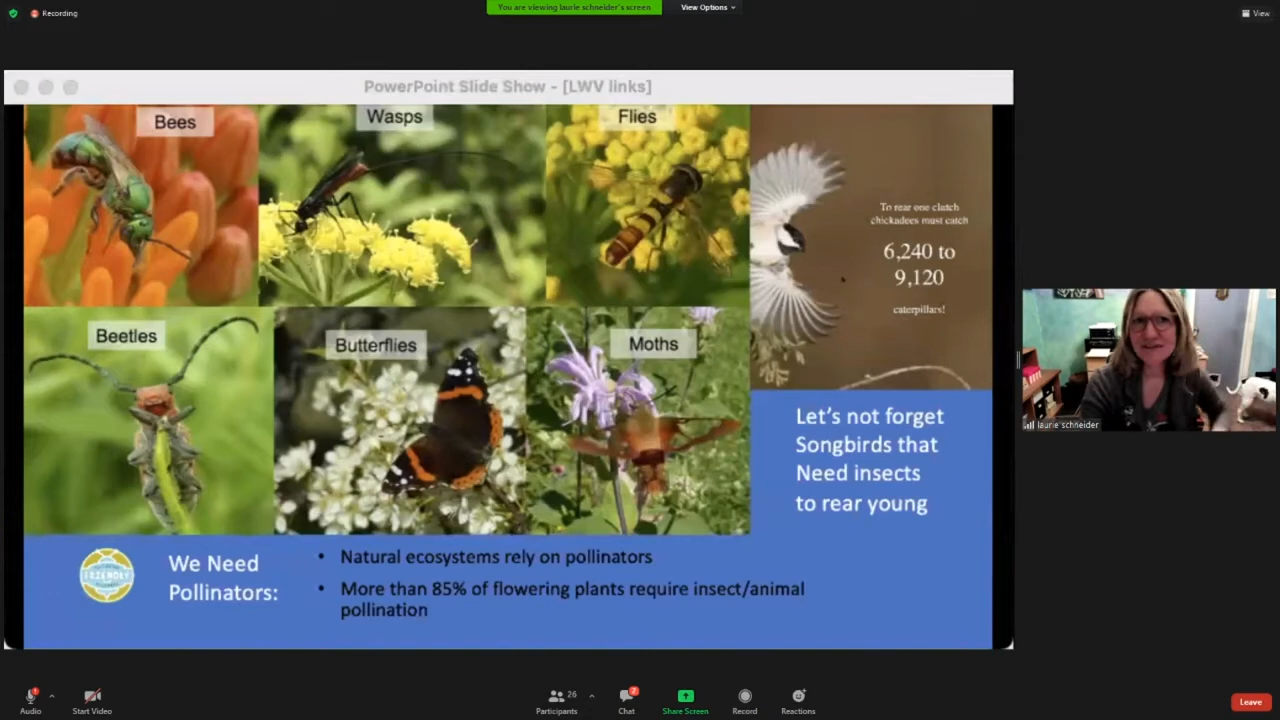 Recording
You are viewing laurie schneider's screen
View Options
View
PowerPoint Slide Show - [LWV links]
Bees
Wasps
Flies
To rear one clutch
chickadees must catch
6,240 to
9,120
caterpillars!
Beetles
Butterflies
Moths
Let's not forget
Songbirds that
Need insects
to rear young
laurie schneider
FRIENDLY
We Need
Pollinators:
• Natural ecosystems rely on pollinators
• More than 85% of flowering plants require insect/animal
pollination
Audio
Start Video
26
Participants
2
Chat
Share Screen
Record
Reactions
Leave